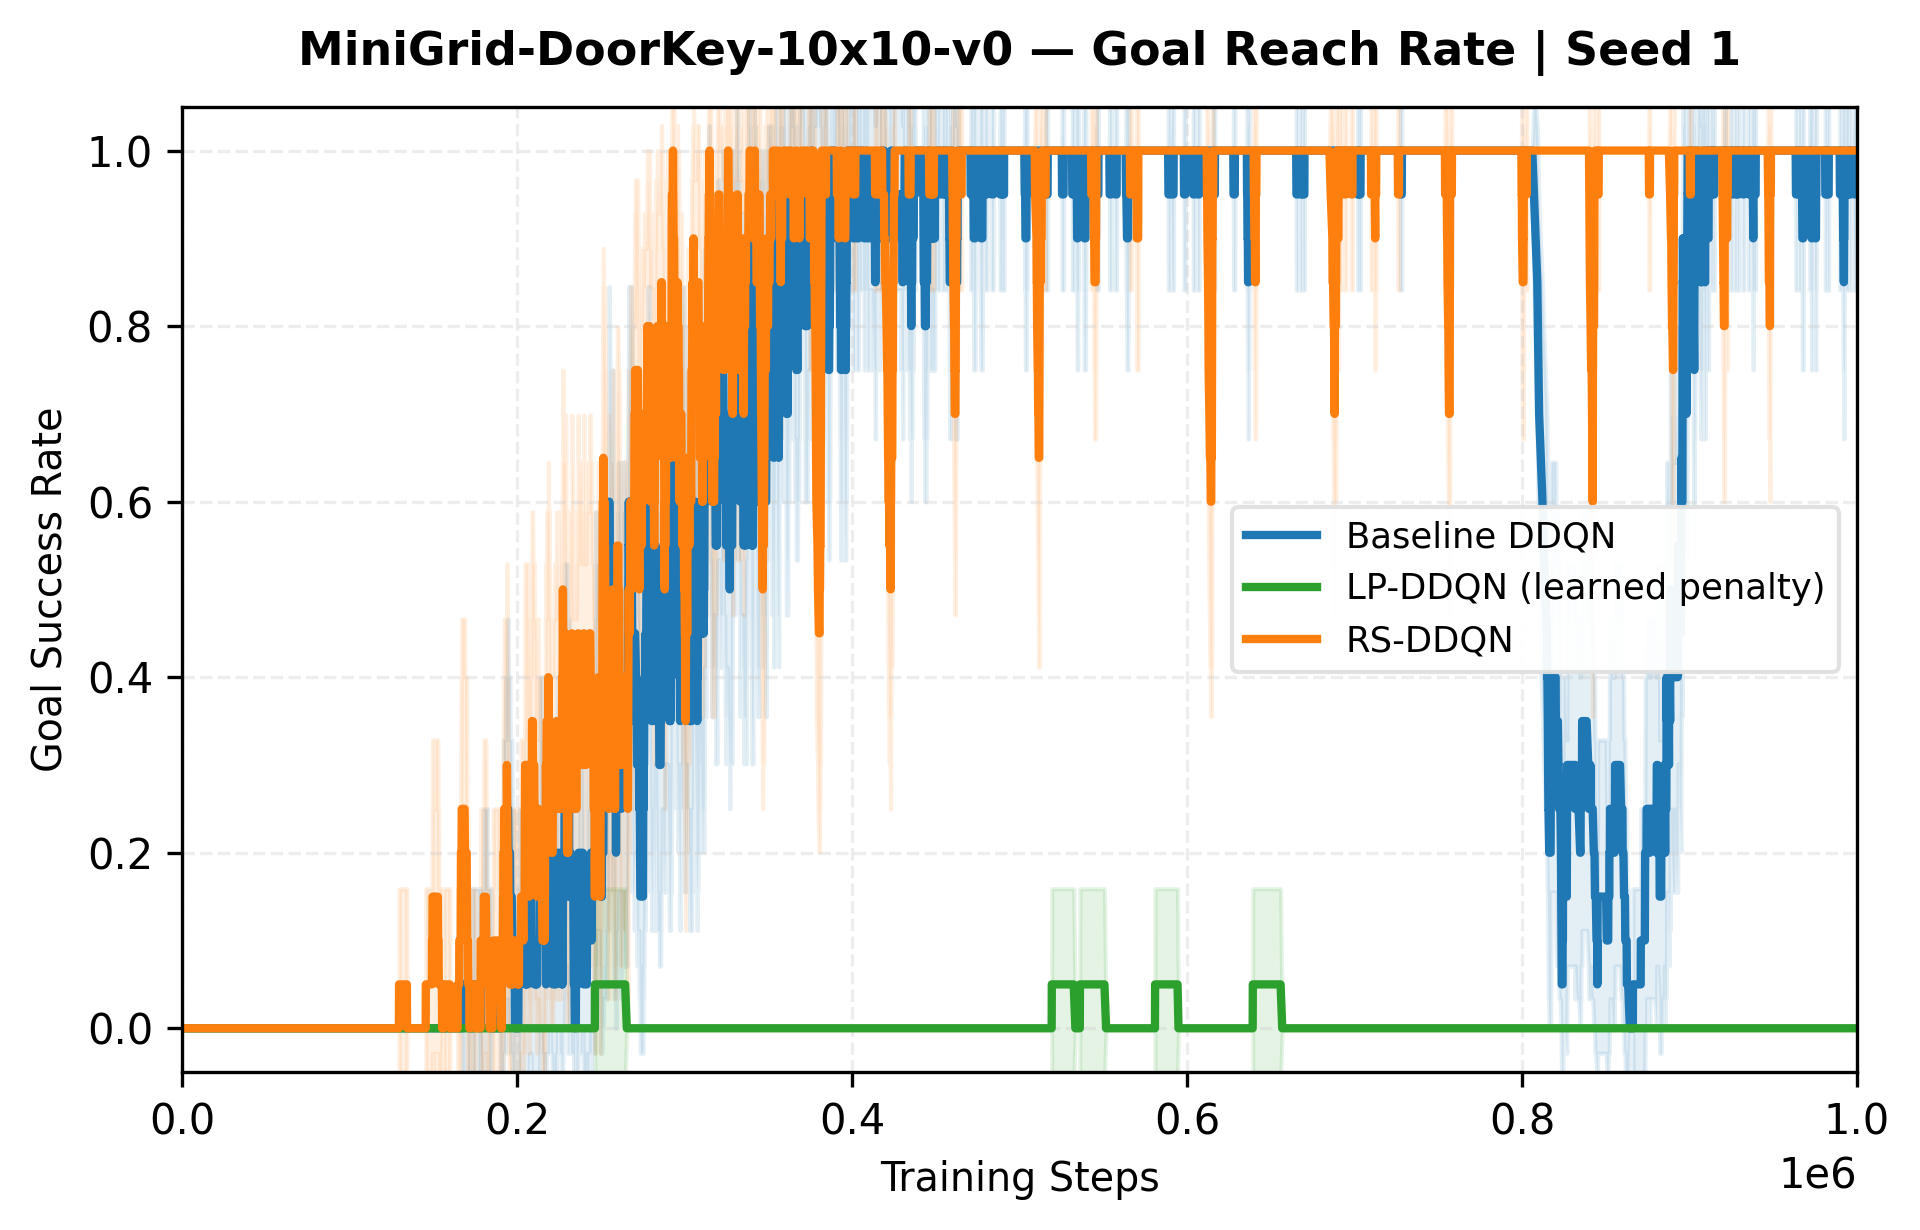 MiniGrid-DoorKey-10x10-v0 — Goal Reach Rate | Seed 1
Goal Success Rate
1.0
0.8
0.6
0.4
0.2
0.0
Baseline DDQN
LP-DDQN (learned penalty)
RS-DDQN
0.0 0.2 0.4 0.6 0.8 1.0
1e6
Training Steps